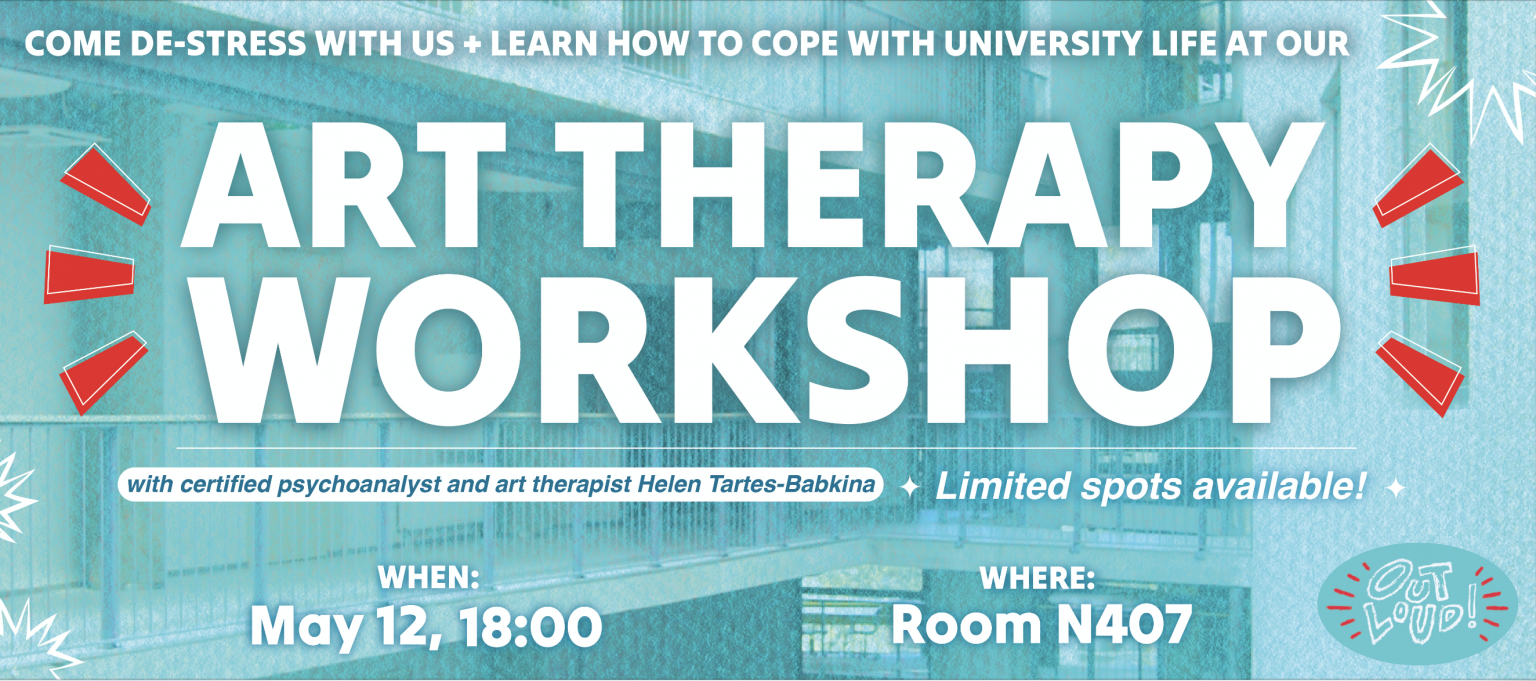 COME DE-STRESS WITH US + LEARN HOW TO COPE WITH UNIVERSITY LIFE AT OUR
ART THERAPY
WORKSHOP
with certified psychoanalyst and art therapist Helen Tartes-Babkina
Limited spots available!
WHEN:
May 12, 18:00
WHERE:
Room N407
OUT
LOUD!